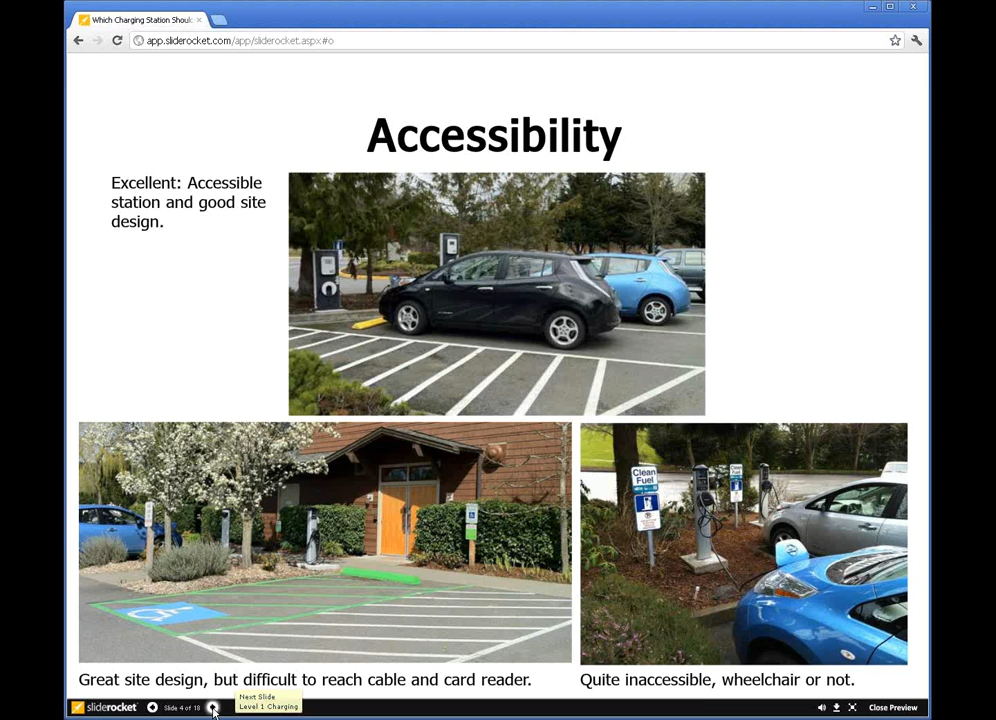 Which Charging Station Shoul
app.sliderocket.com/app/sliderocket.aspx#0
Accessibility
Excellent: Accessible
station and good site
design.
Clean
Fuel
Clean
Fuel
Great site design, but difficult to reach cable and card reader.
Quite inaccessible, wheelchair or not.
Next Slide
Level 1 Charging
sliderocket
Slide 4 of 18
Close Preview